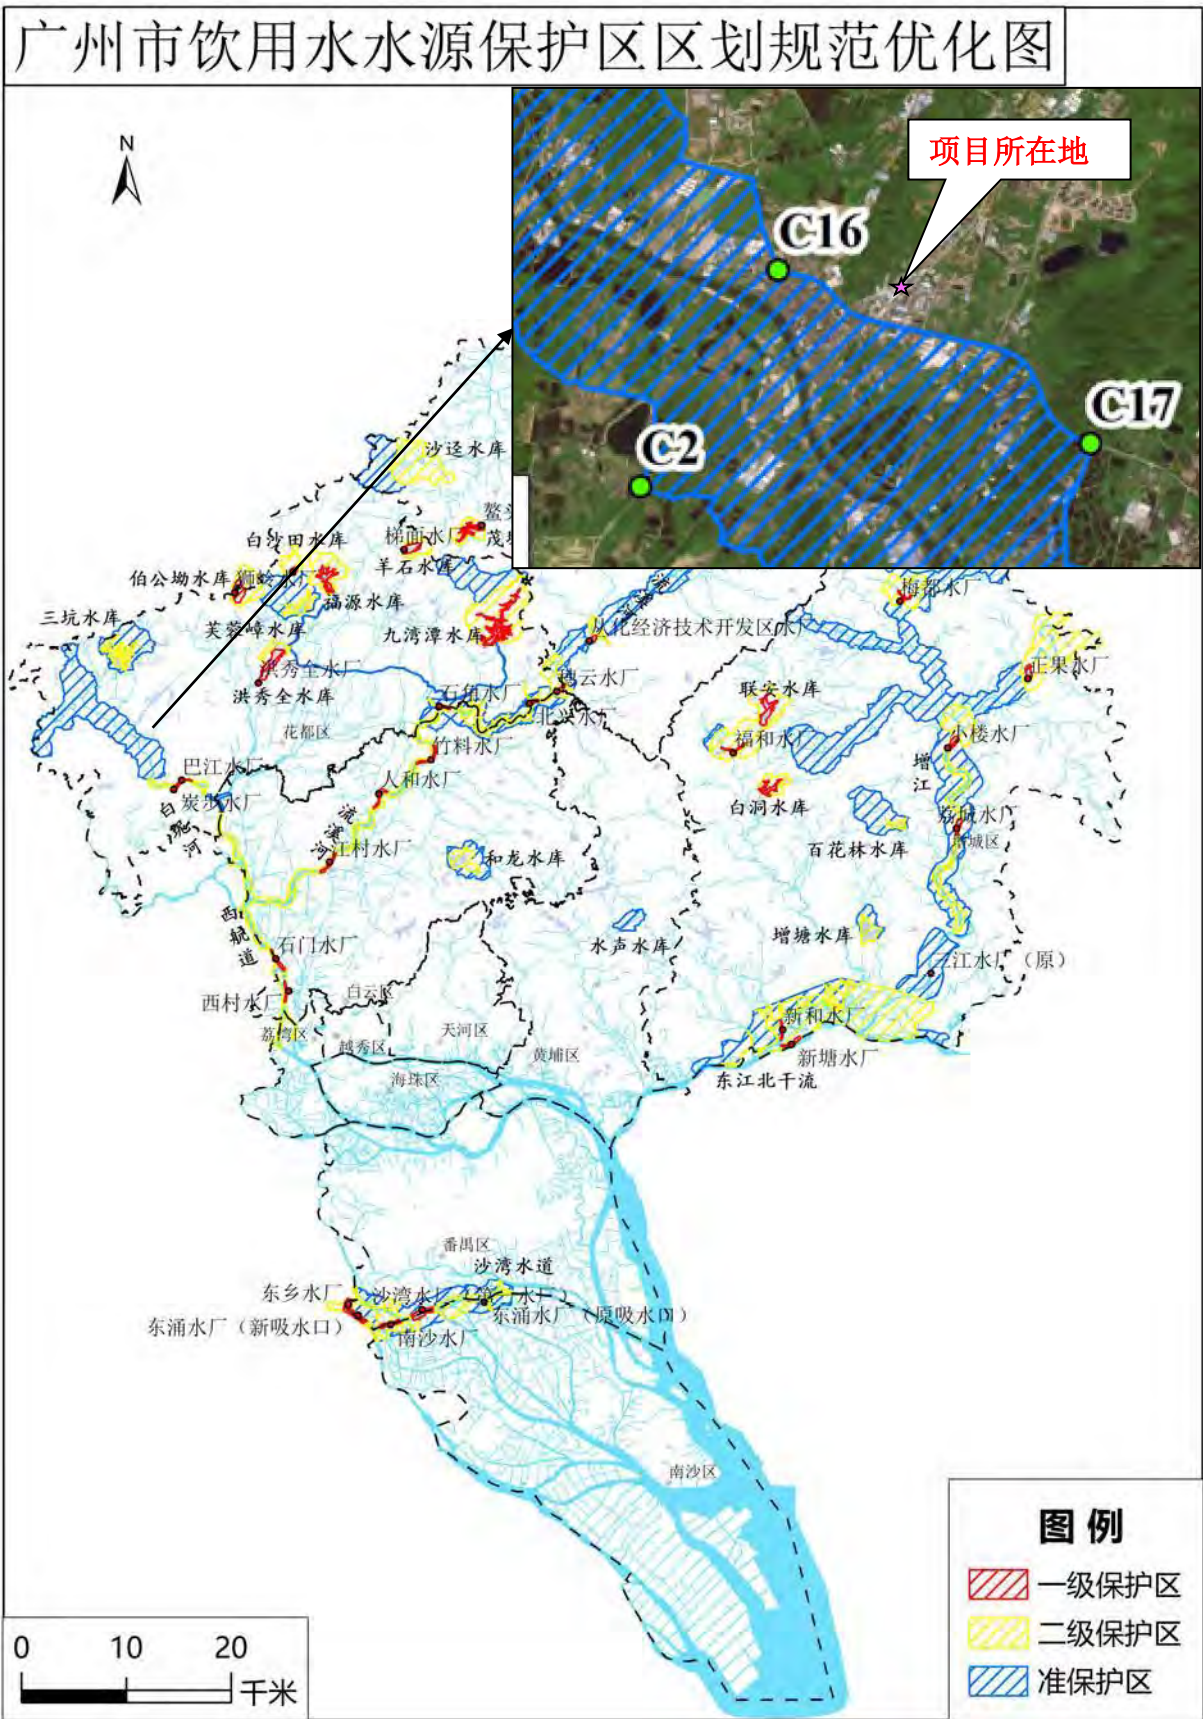 广州市饮用水水源保护区区划规范优化图
N
项目所在地
C16
C17
C2
沙迳水库
白沙田水库
梯面水厂
羊石水库
伯公坳水库
狮岭水厂
福源水库
三坑水库
芙蓉嶂水库
九湾潭水库
从化经济技术开发区水厂
梅都水厂
洪秀全水厂
洪秀全水库
石角水厂
穗云水厂
北兴水厂
联安水库
正果水厂
花都区
竹料水厂
福和水厂
小楼水厂
巴江水厂
炭步水厂
人和水厂
白洞水库
增江
白坭河
流溪河
江村水厂
和龙水库
百花林水库
荔城水厂
增城区
西航道
石门水厂
水声水库
增塘水库
三江水厂（原）
西村水厂
白云区
荔湾区
越秀区
天河区
黄埔区
海珠区
新和水厂
新塘水厂
东江北干流
番禺区
沙湾水道
东乡水厂
东涌水厂（新吸水口）
南沙水厂
东涌水厂（原吸水口）
南沙区
图例
一级保护区
二级保护区
准保护区
0 10 20
千米